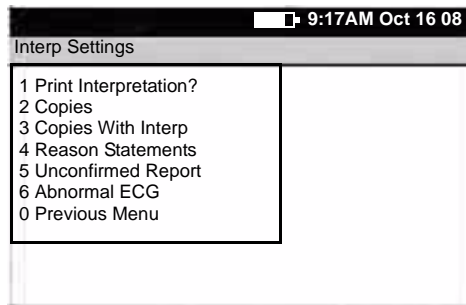 9:17AM Oct 16 08
Interp Settings
1 Print Interpretation?
2 Copies
3 Copies With Interp
4 Reason Statements
5 Unconfirmed Report
6 Abnormal ECG
0 Previous Menu